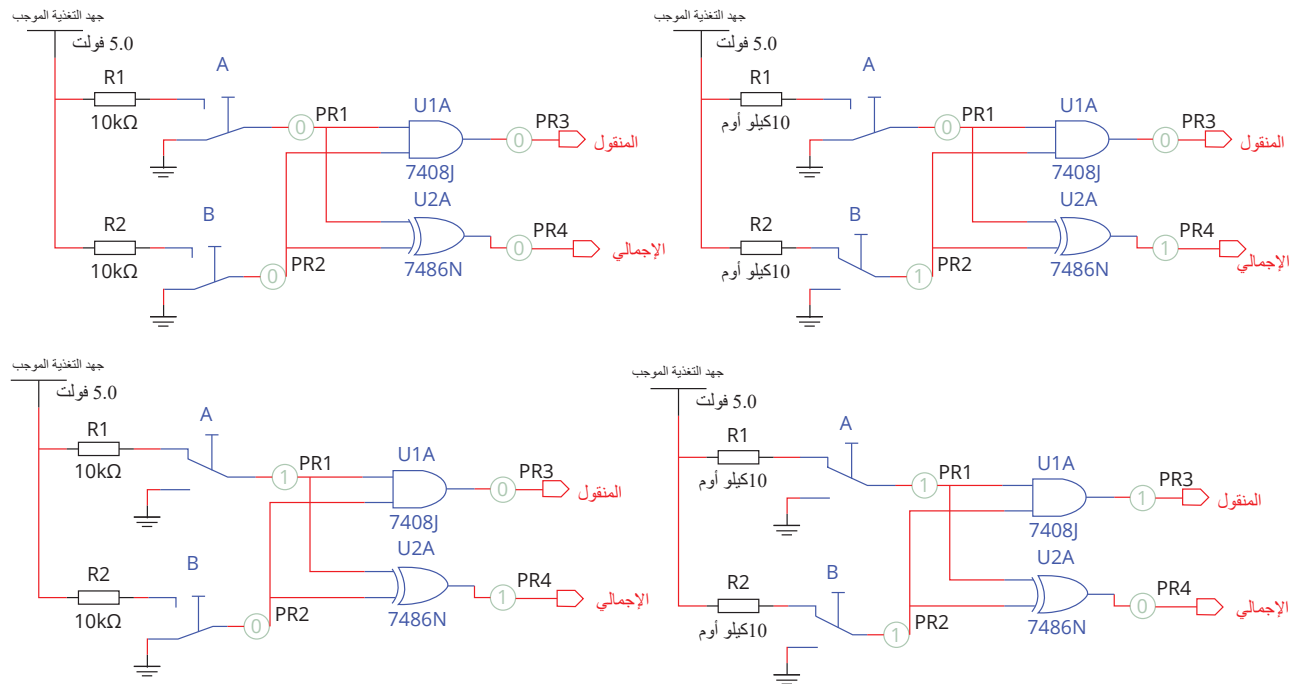 جهد التغذية الموجب
5.0 فولت
A
R1
10kΩ
PR1
0
U1A
7408J
0
PR3
المنقول
R2
10kΩ
B
0
PR2
U2A
7486N
0
PR4
الإجمالي
جهد التغذية الموجب
5.0 فولت
A
R1
10كيلو أوم
PR1
0
U1A
7408J
0
PR3
المنقول
R2
10كيلو أوم
B
1
PR2
U2A
7486N
1
PR4
الإجمالي
جهد التغذية الموجب
5.0 فولت
A
R1
10kΩ
PR1
1
U1A
7408J
0
PR3
المنقول
R2
10kΩ
B
0
PR2
U2A
7486N
1
PR4
الإجمالي
جهد التغذية الموجب
5.0 فولت
A
R1
10كيلو أوم
PR1
1
U1A
7408J
1
PR3
المنقول
R2
10كيلو أوم
B
1
PR2
U2A
7486N
0
PR4
الإجمالي